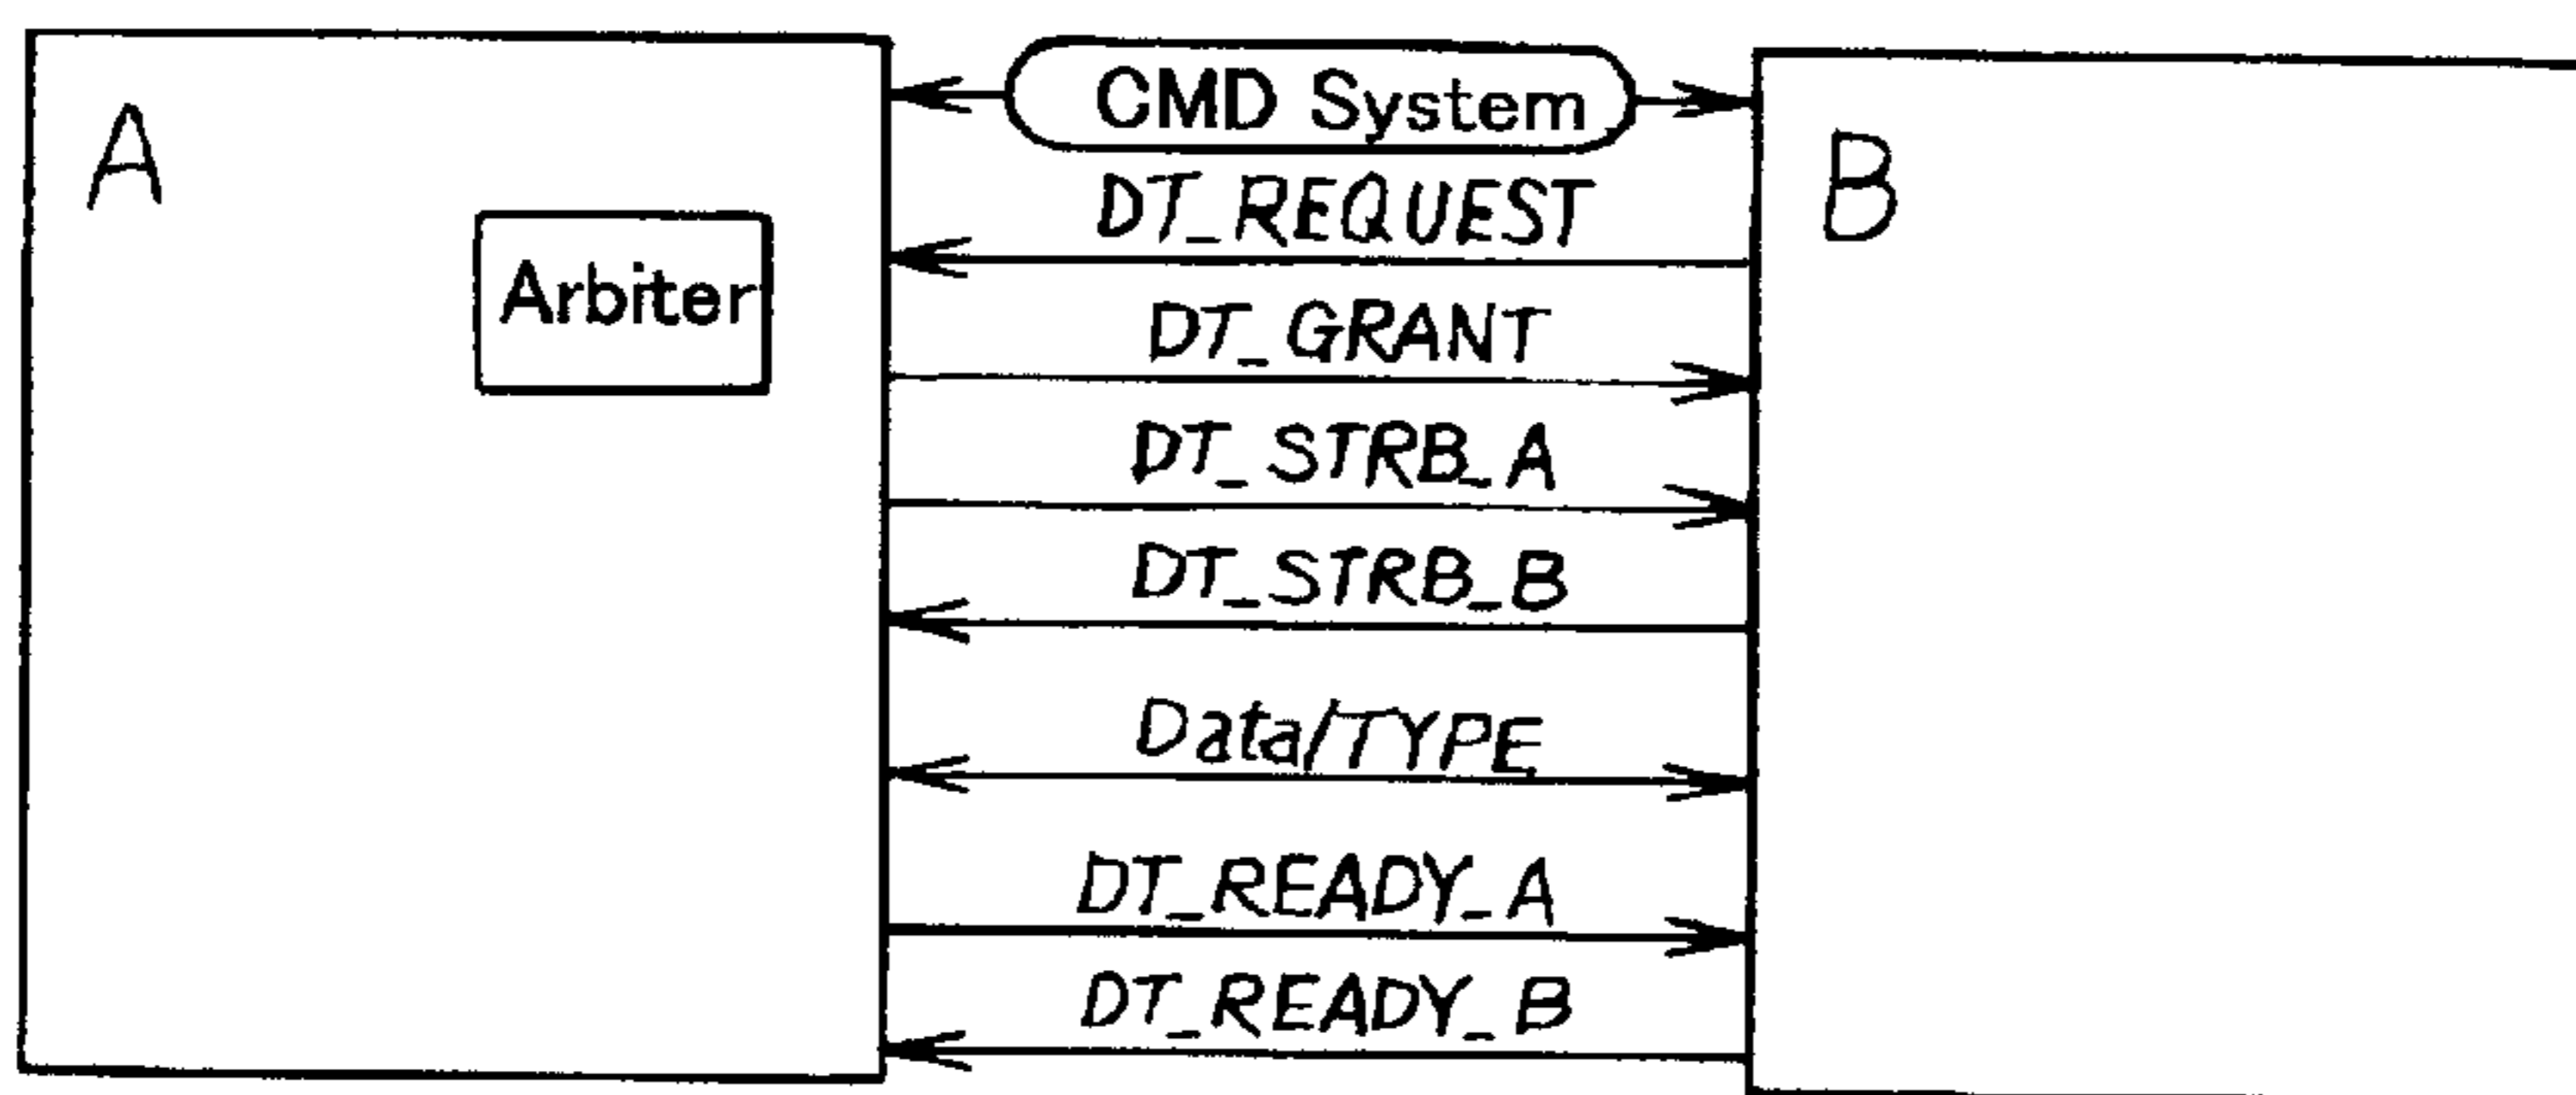 A
CMD System
DT_REQUEST
B
Arbiter
DT_GRANT
DT_STRB_A
DT_STRB_B
Data/TYPE
DT_READY_A
DT_READY_B